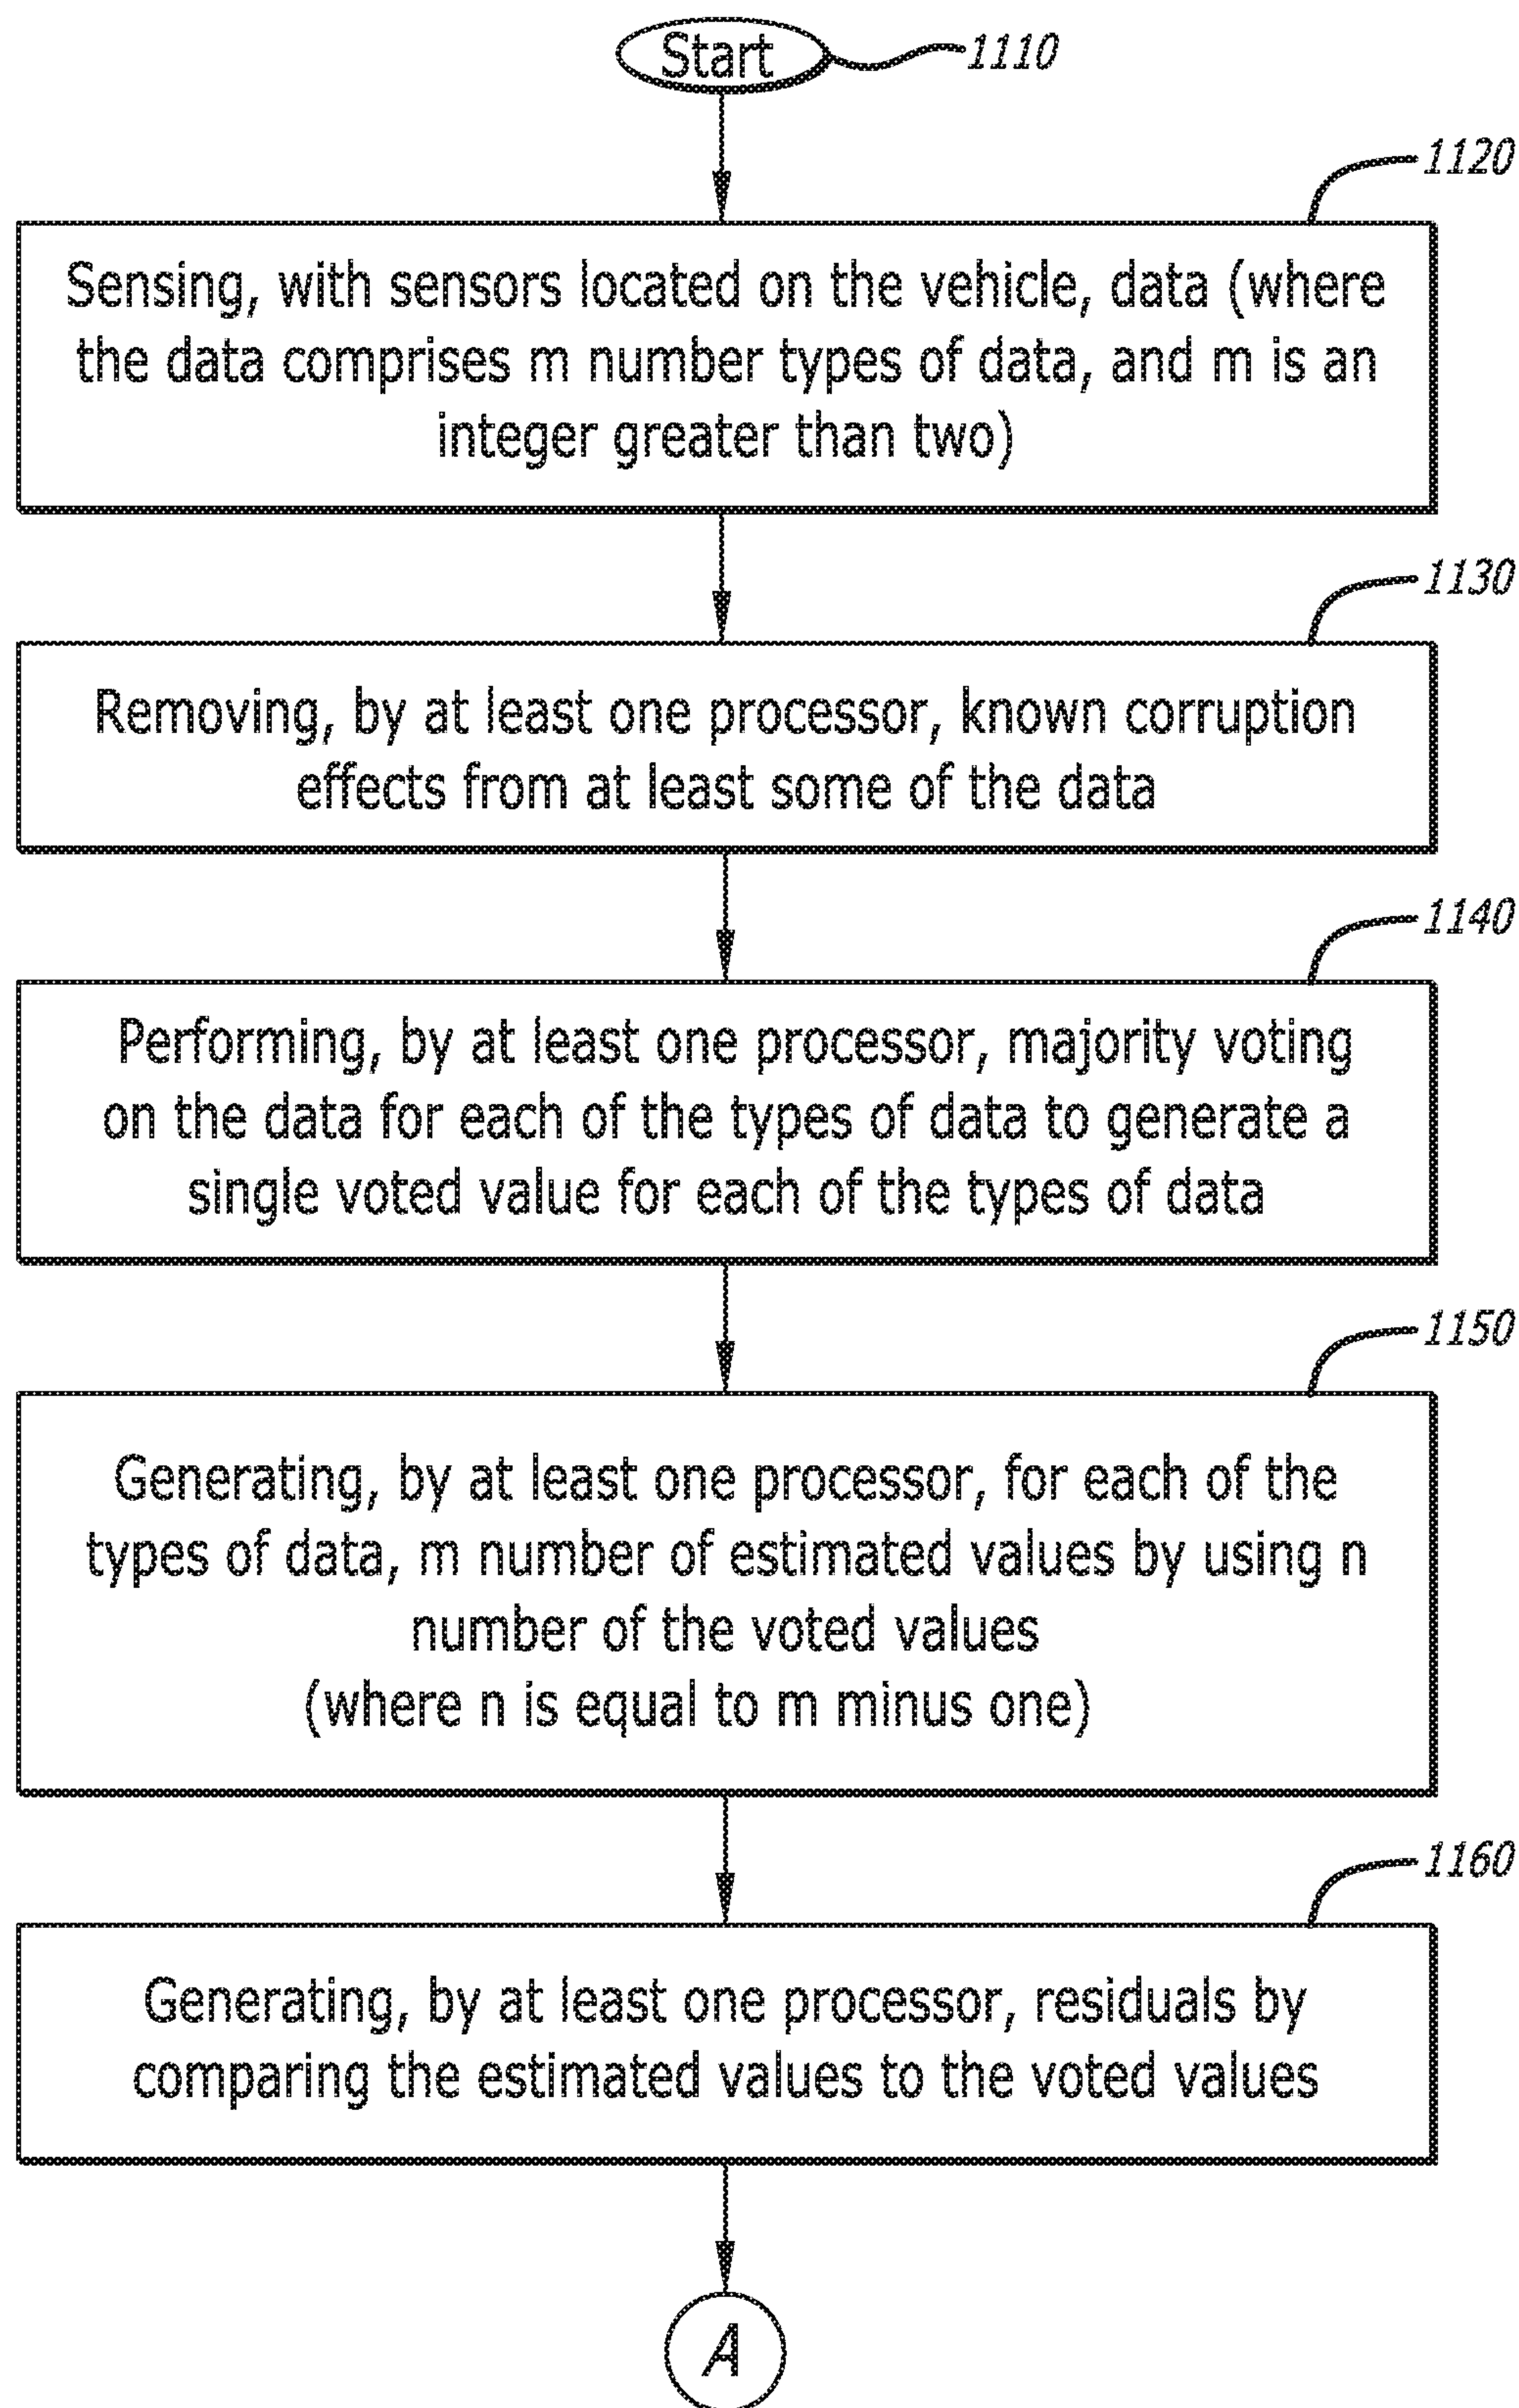 Start
1110
1120
Sensing, with sensors located on the vehicle, data (where
the data comprises m number types of data, and m is an
integer greater than two)
1130
Removing, by at least one processor, known corruption
effects from at least some of the data
1140
Performing, by at least one processor, majority voting
on the data for each of the types of data to generate a
single voted value for each of the types of data
1150
Generating, by at least one processor, for each of the
types of data, m number of estimated values by using n
number of the voted values
(where n is equal to m minus one)
1160
Generating, by at least one processor, residuals by
comparing the estimated values to the voted values
A